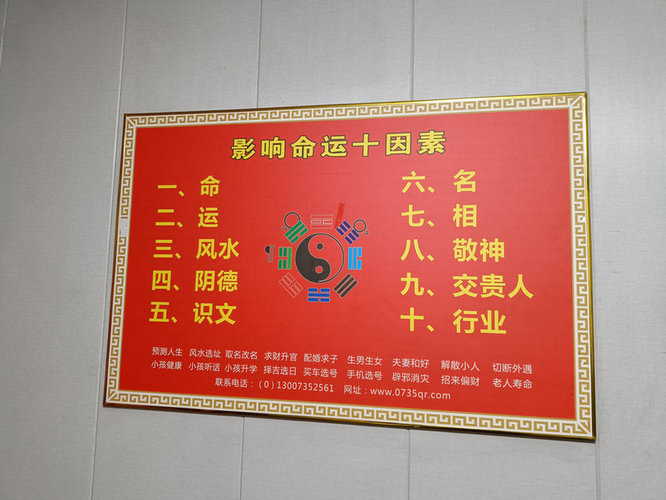 影响命运十因素
一、命
二、运
三、风水
四、阴德
五、识文
六、名
七、相
八、敬神
九、交贵人
十、行业
预测人生 风水选址 取名改名 求财升官 配婚求子 生男生女 夫妻和好 解散小人 切断外遇
小孩健康 小孩听话 小孩升学 择吉选日 买车选号 手机选号 辟邪消灾 招来偏财 老人寿命
联系电话：（0）13007352561 网址：www.0735qr.com